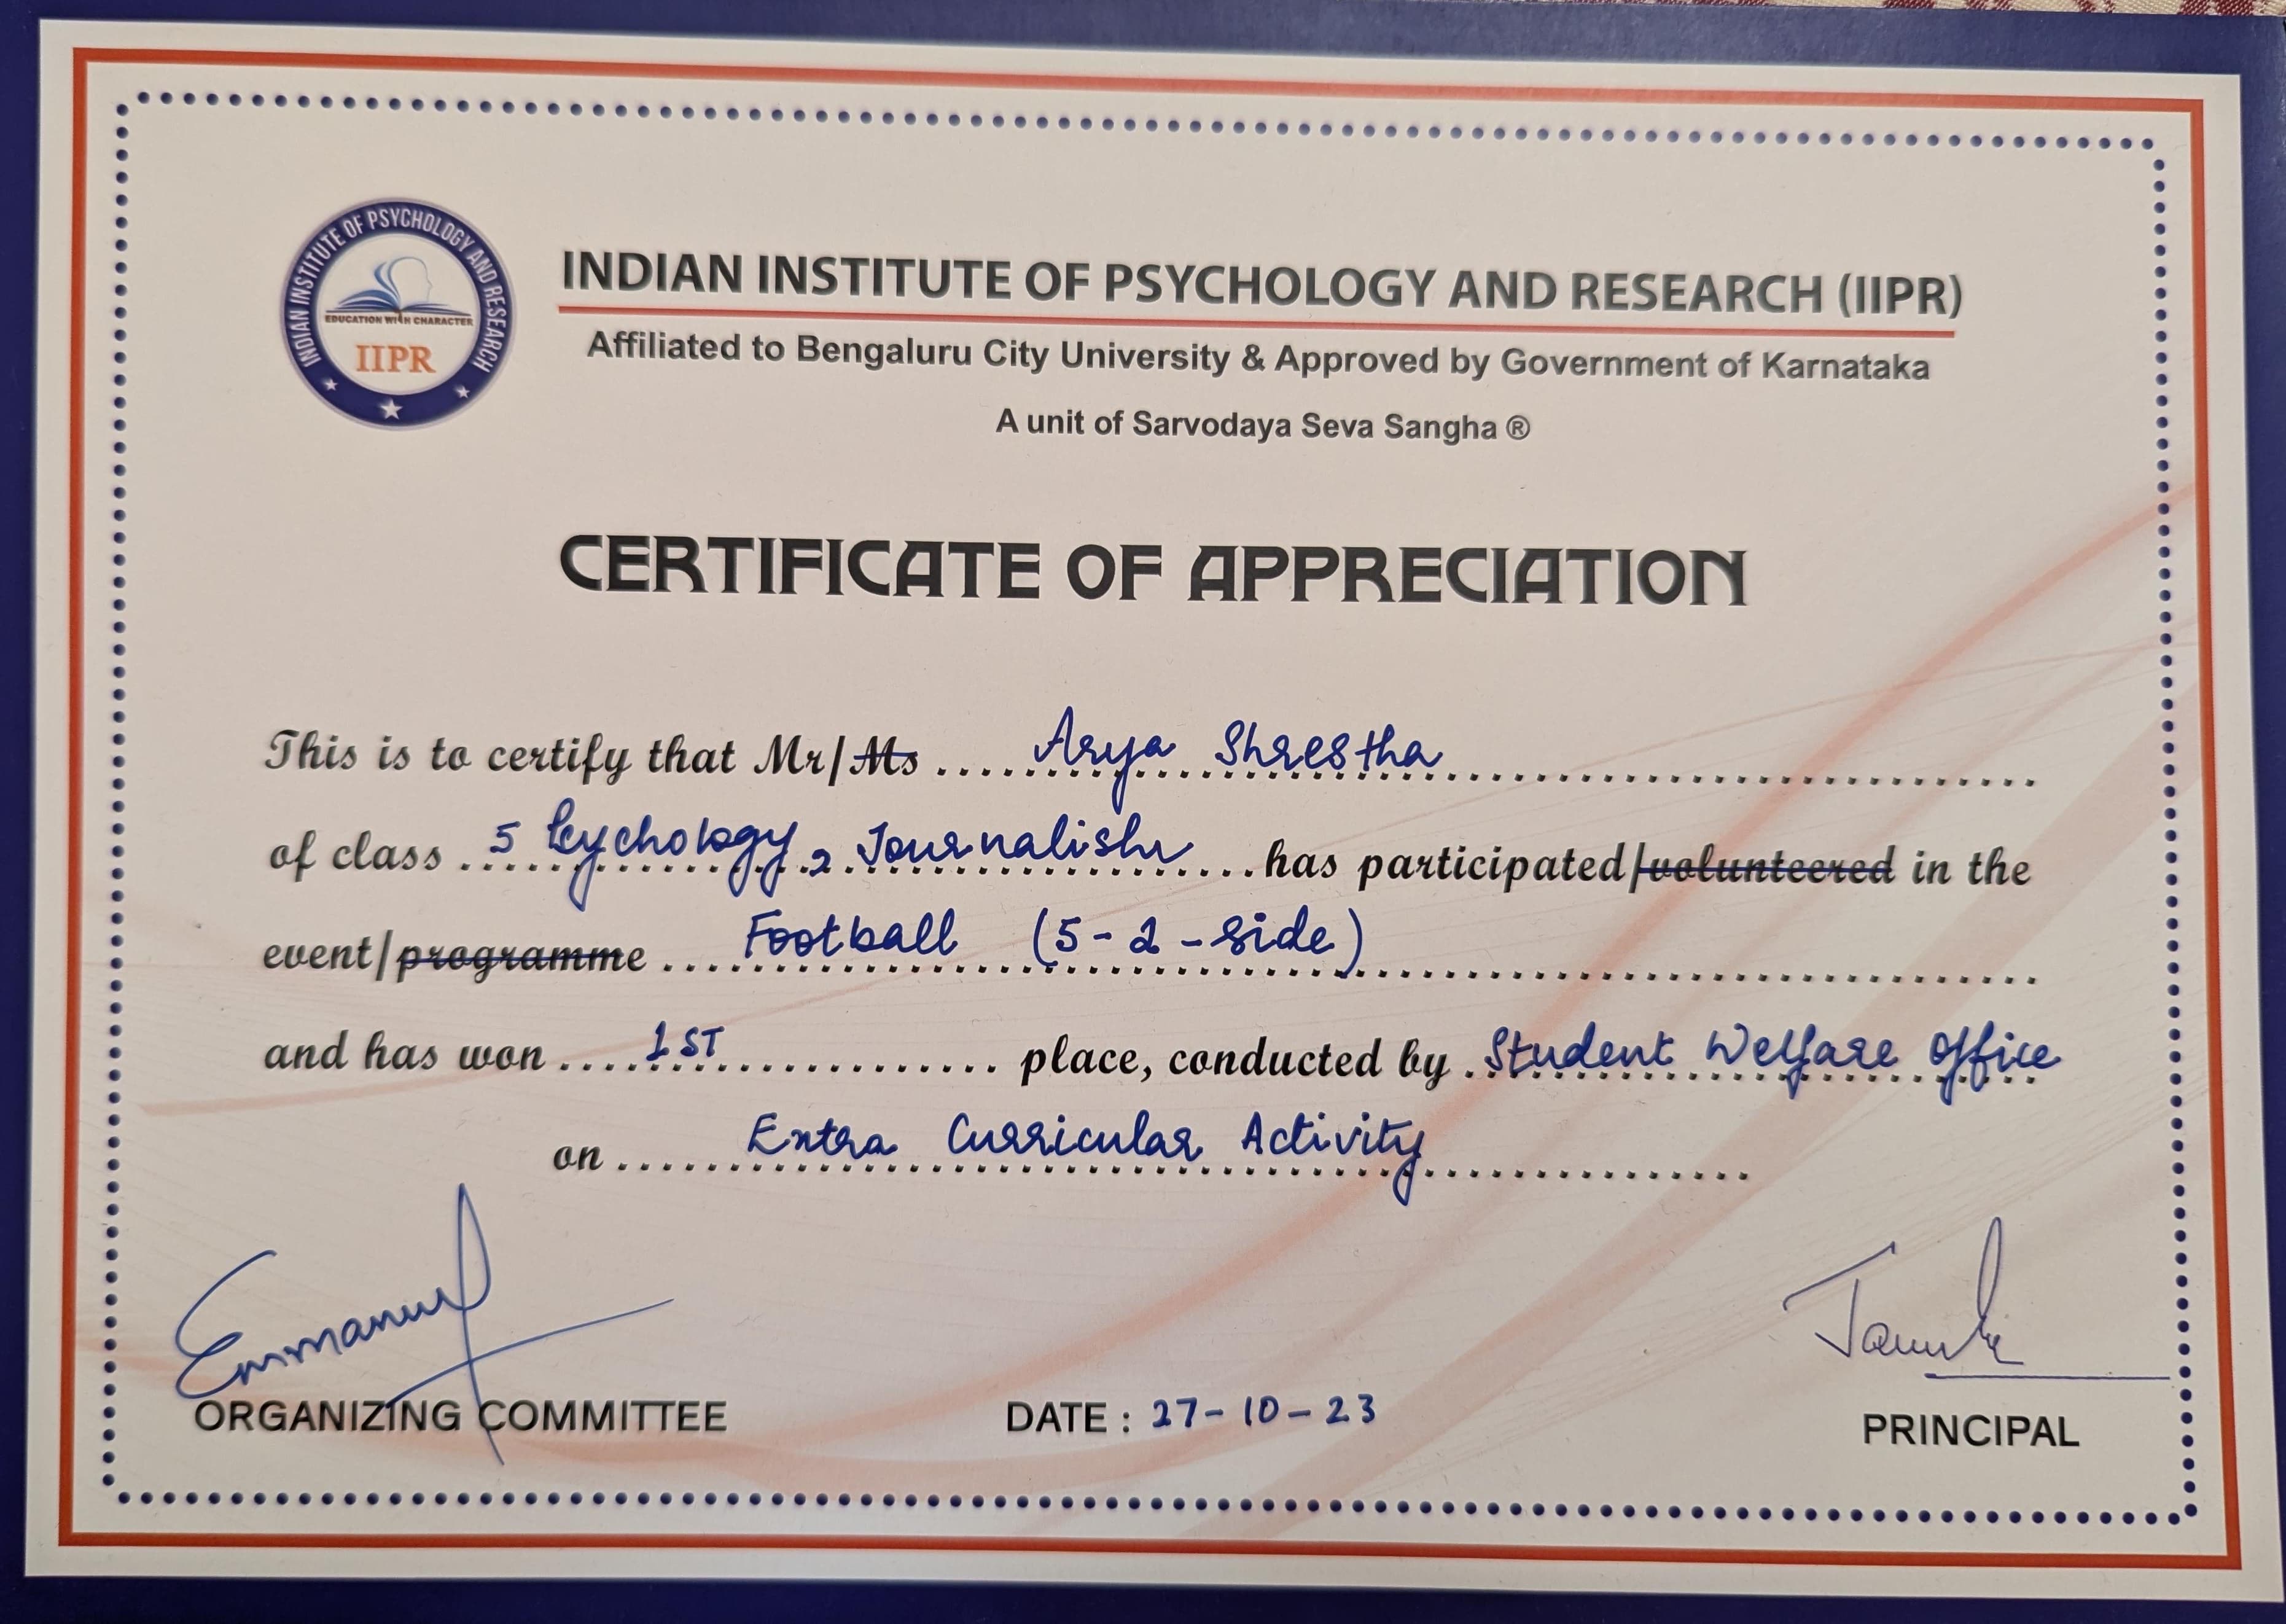 INDIAN INSTITUTE OF PSYCHOLOGY AND RESEARCH
EDUCATION WITH CHARACTER
IIPR
INDIAN INSTITUTE OF PSYCHOLOGY AND RESEARCH (IIPR)
Affiliated to Bengaluru City University & Approved by Government of Karnataka
A unit of Sarvodaya Seva Sangha ®
CERTIFICATE OF APPRECIATION
This is to certify that Mr/Ms Arya Shrestha
of class 5 Psychology, Journalism has participated/volunteered in the
event/programme Football (5-a-side)
and has won 1ST place, conducted by Student Welfare Office
on Extra Curricular Activity
Emmanuel
ORGANIZING COMMITTEE DATE : 27-10-23 PRINCIPAL